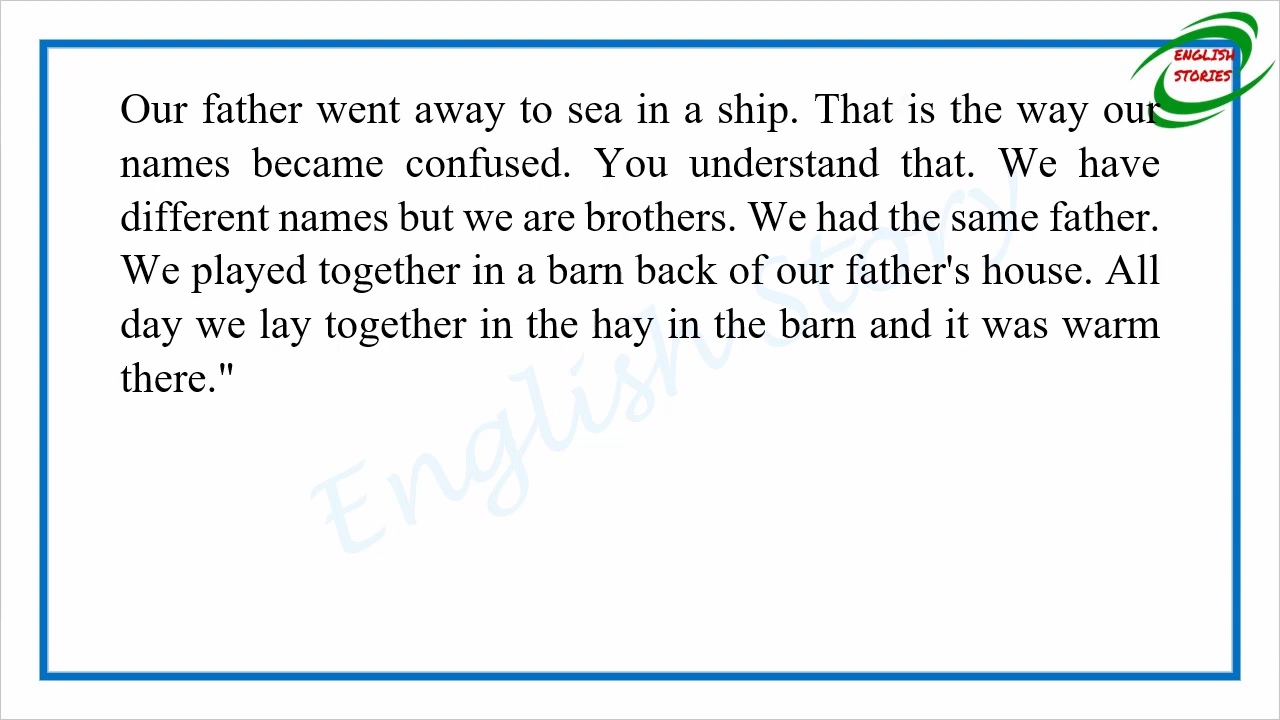 ENGLISH
STORIES
Our father went away to sea in a ship. That is the way our
names became confused. You understand that. We have
different names but we are brothers. We had the same father.
We played together in a barn back of our father's house. All
day we lay together in the hay in the barn and it was warm
there."
English Story